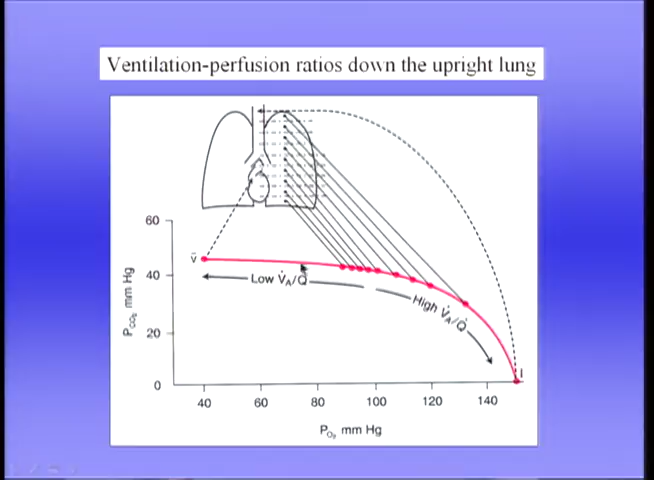 Ventilation-perfusion ratios down the upright lung
60
40
20
0
P_CO₂ mm Hg
v̄
Low V̇_A/Q̇
High V̇_A/Q̇
I
40 60 80 100 120 140
P_O₂ mm Hg